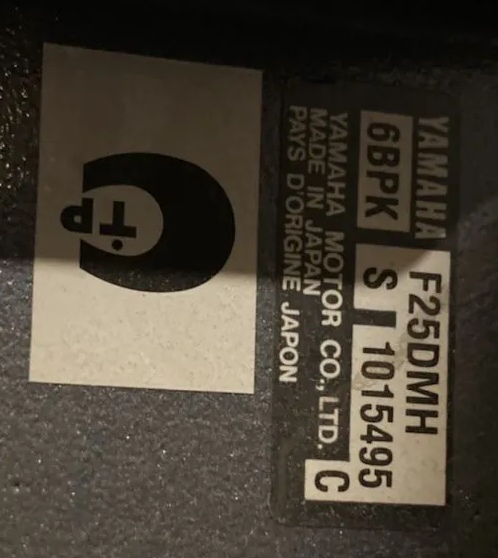 YAMAHA F25DMH
6BPK S 1015495
YAMAHA MOTOR CO., LTD. C
MADE IN JAPAN
PAYS D'ORIGINE JAPON